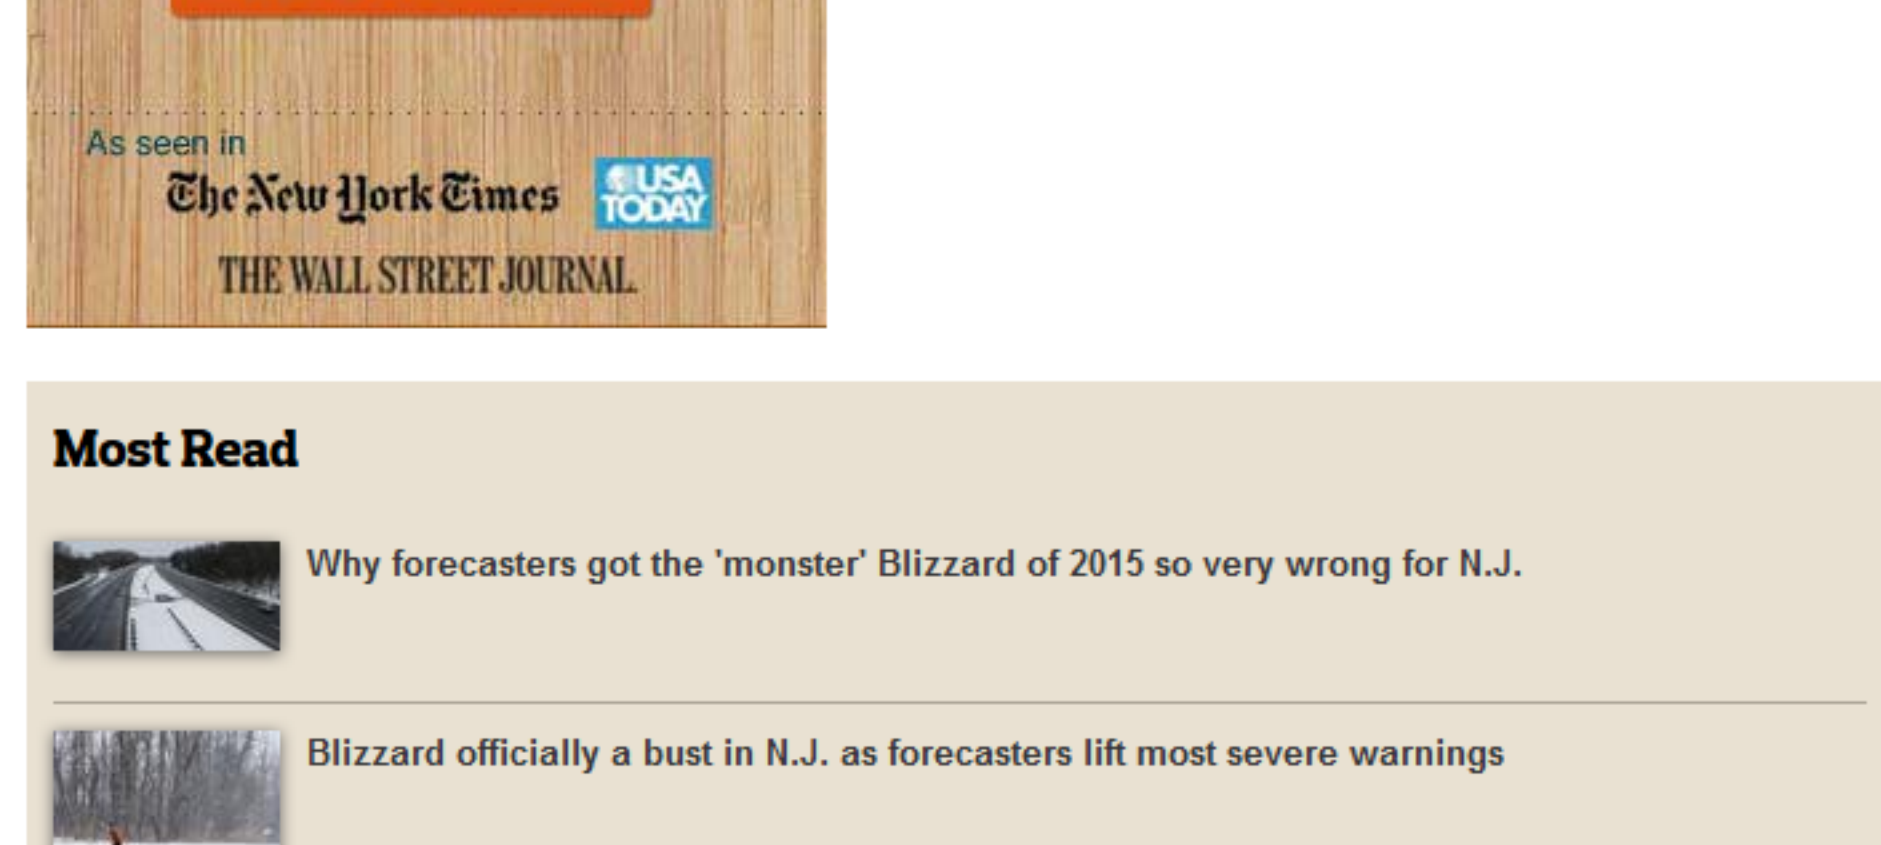 As seen in
The New York Times
USA
TODAY
THE WALL STREET JOURNAL.
Most Read
Why forecasters got the 'monster' Blizzard of 2015 so very wrong for N.J.
Blizzard officially a bust in N.J. as forecasters lift most severe warnings